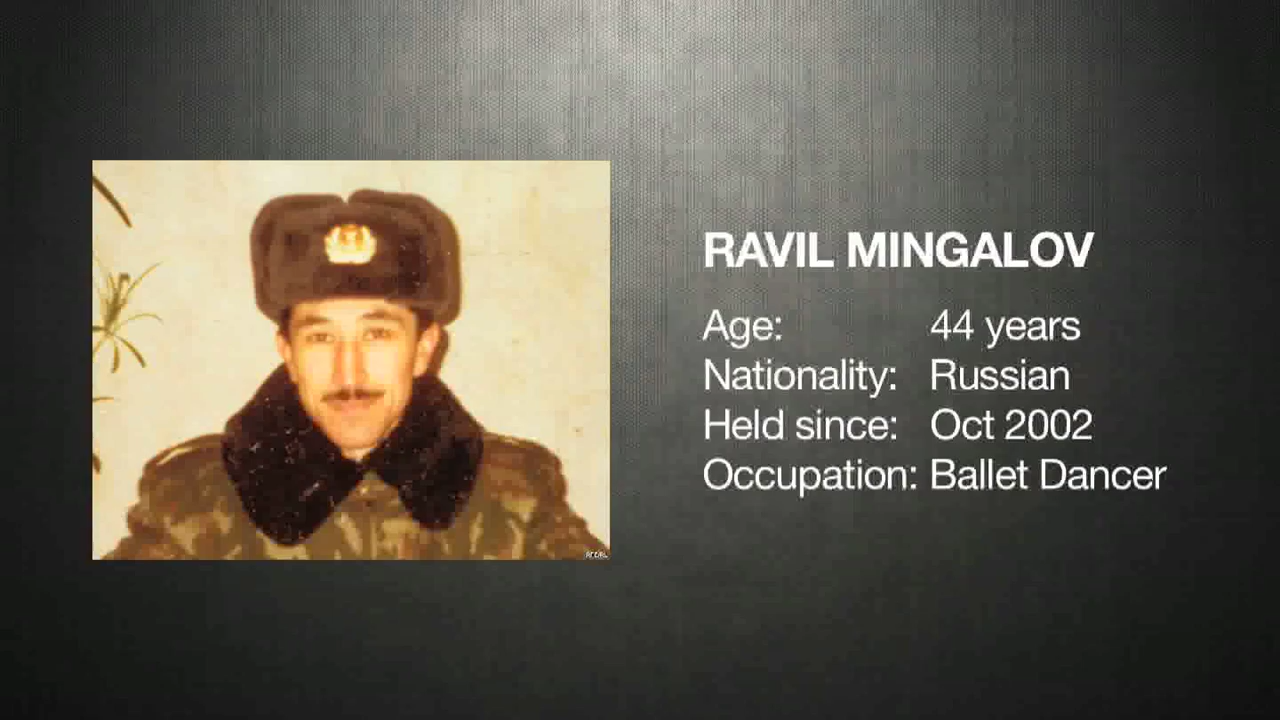 RAVIL MINGALOV
Age: 44 years
Nationality: Russian
Held since: Oct 2002
Occupation: Ballet Dancer